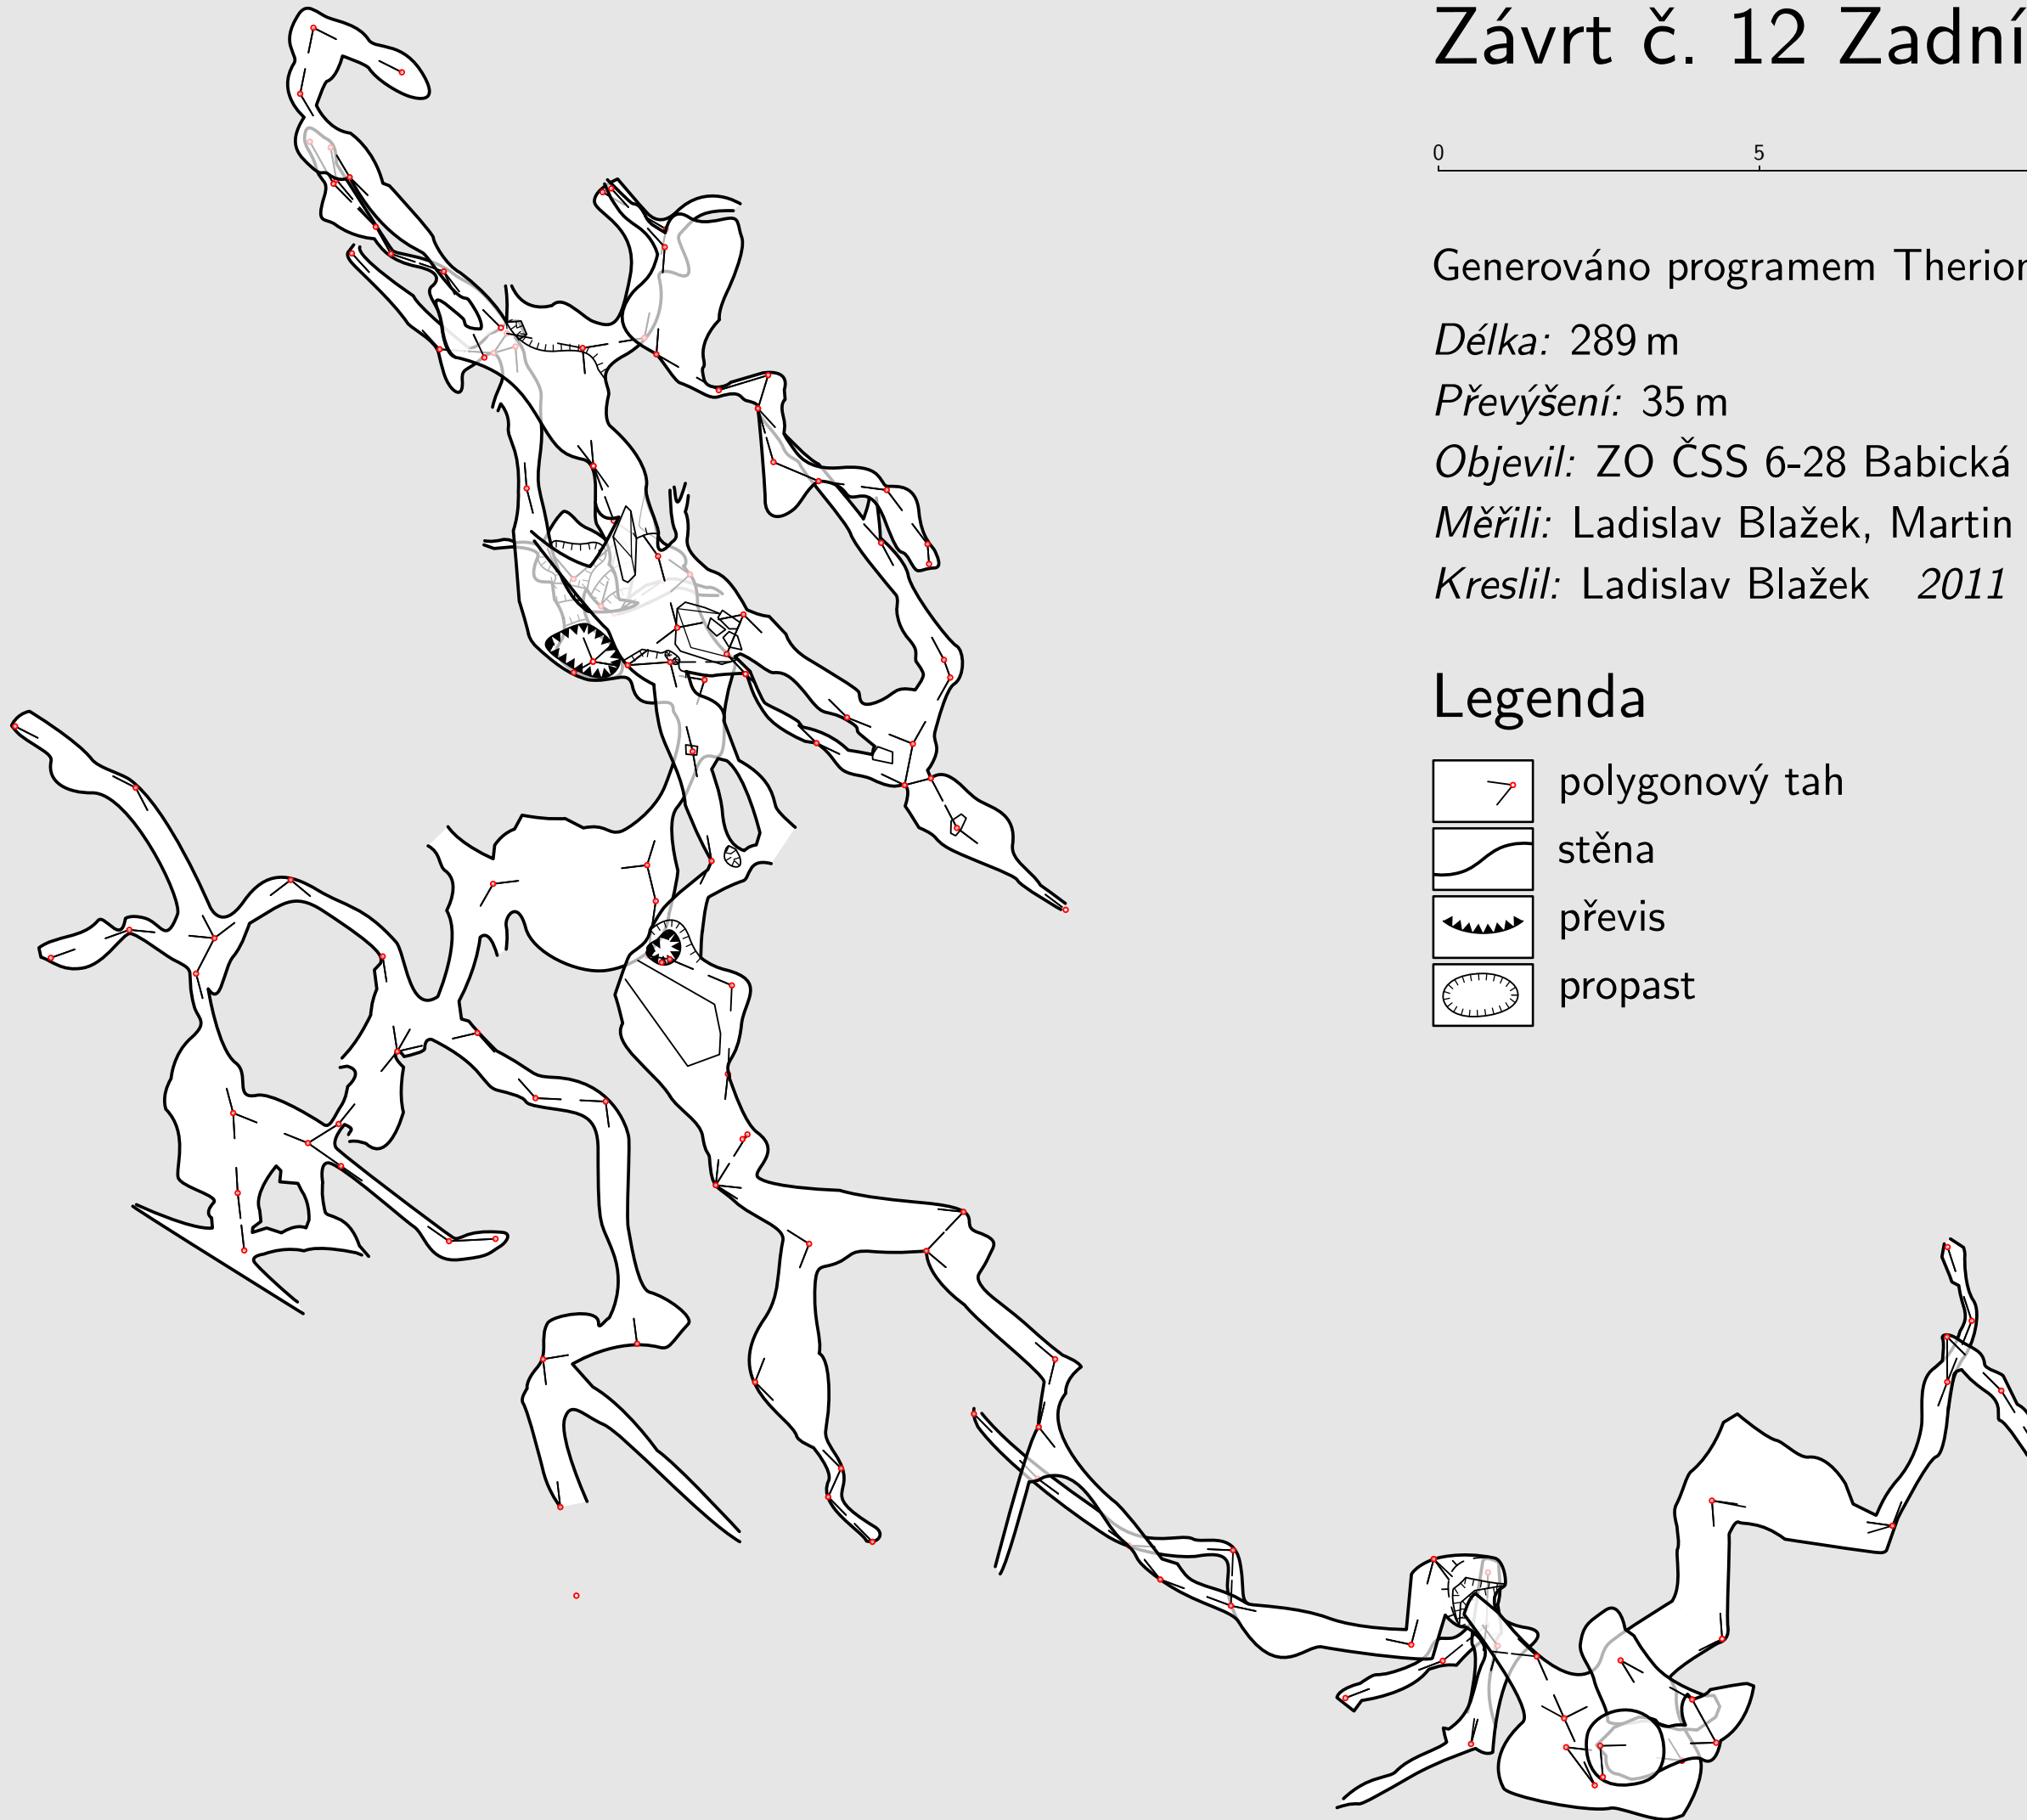 Závrt č. 12 Zadní
0 5
Generováno programem Therion
Délka: 289 m
Převýšení: 35 m
Objevil: ZO ČSS 6-28 Babická
Měřili: Ladislav Blažek, Martin
Kreslil: Ladislav Blažek 2011
Legenda
polygonový tah
stěna
převis
propast